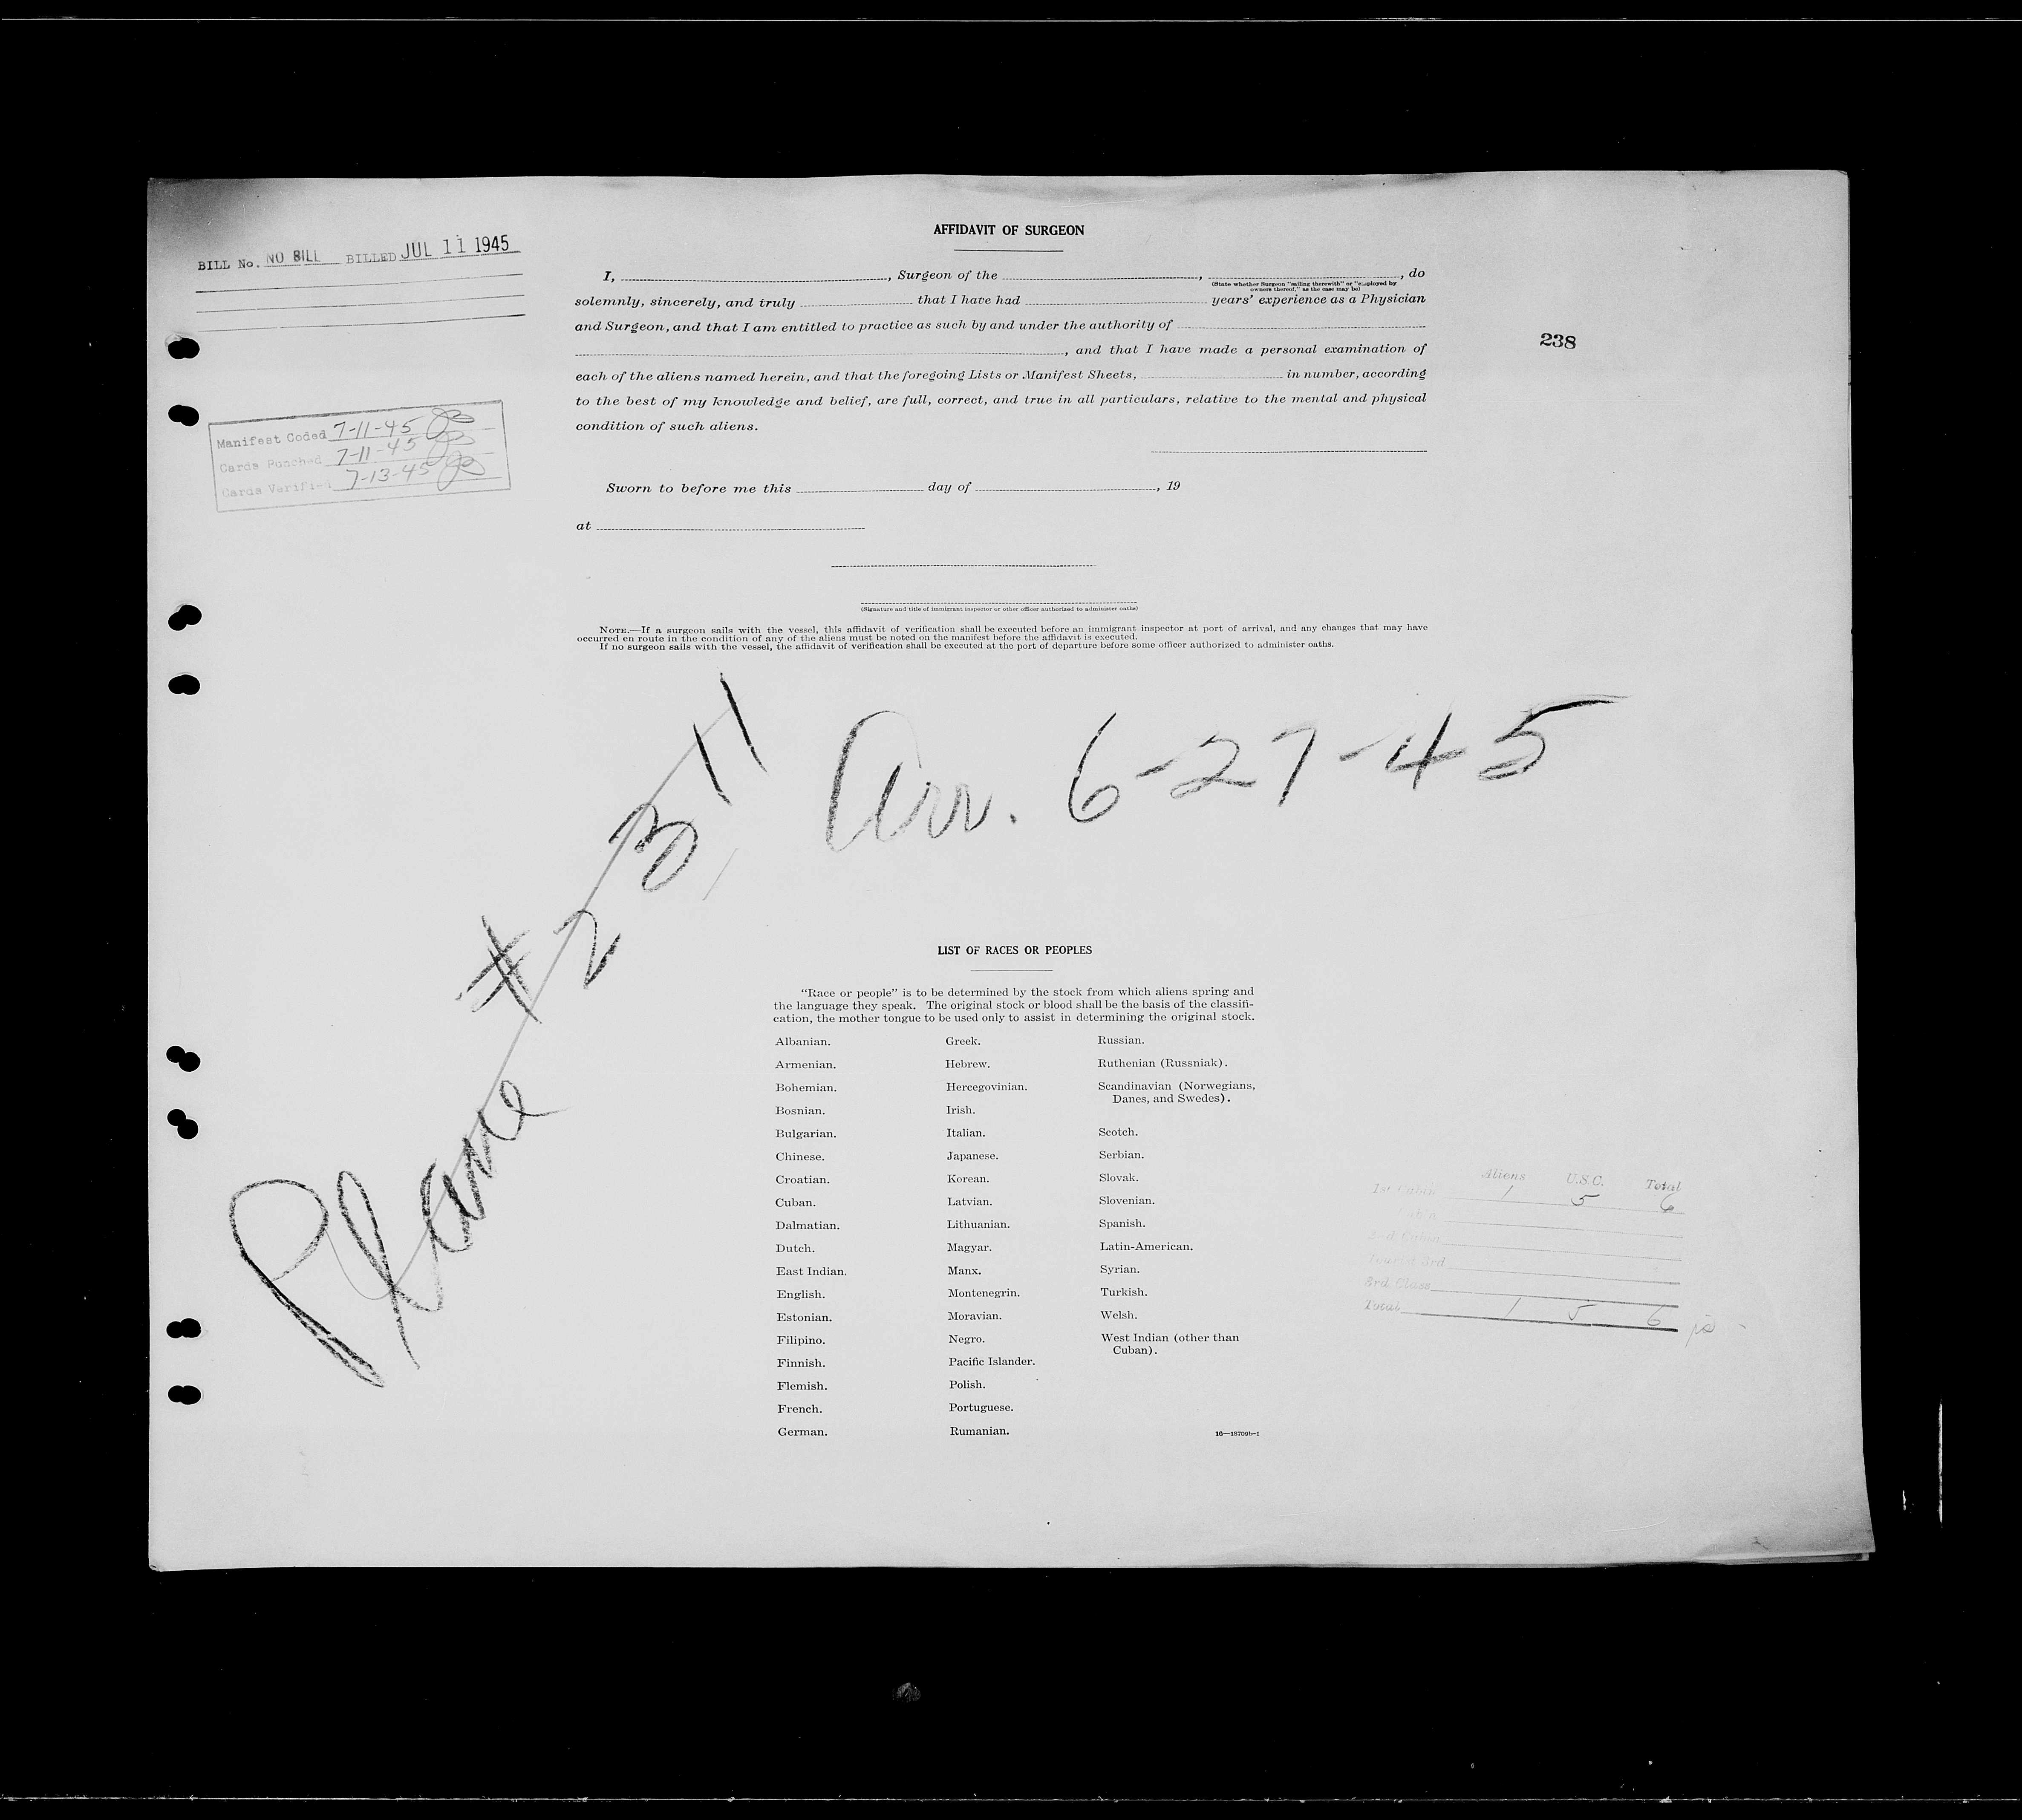 BILL No. NO BILL BILLED JUL 11 1945
Manifest Coded 7-11-45
Cards Punched 7-11-45
Cards Verified 7-13-45
AFFIDAVIT OF SURGEON
I, , Surgeon of the , , do
(State whether Surgeon "sailing therewith" or "employed by
owners thereof," as the case may be)
solemnly, sincerely, and truly that I have had years' experience as a Physician
and Surgeon, and that I am entitled to practice as such by and under the authority of
, and that I have made a personal examination of
each of the aliens named herein, and that the foregoing Lists or Manifest Sheets, in number, according
to the best of my knowledge and belief, are full, correct, and true in all particulars, relative to the mental and physical
condition of such aliens.
238
Sworn to before me this day of , 19
at
(Signature and title of immigrant inspector or other officer authorized to administer oaths)
NOTE.—If a surgeon sails with the vessel, this affidavit of verification shall be executed before an immigrant inspector at port of arrival, and any changes that may have
occurred en route in the condition of any of the aliens must be noted on the manifest before the affidavit is executed.
If no surgeon sails with the vessel, the affidavit of verification shall be executed at the port of departure before some officer authorized to administer oaths.
Plane # 2311
Arr. 6-27-45
LIST OF RACES OR PEOPLES
"Race or people" is to be determined by the stock from which aliens spring and
the language they speak. The original stock or blood shall be the basis of the classifi-
cation, the mother tongue to be used only to assist in determining the original stock.
Albanian.
Armenian.
Bohemian.
Bosnian.
Bulgarian.
Chinese.
Croatian.
Cuban.
Dalmatian.
Dutch.
East Indian.
English.
Estonian.
Filipino.
Finnish.
Flemish.
French.
German.
Greek.
Hebrew.
Hercegovinian.
Irish.
Italian.
Japanese.
Korean.
Latvian.
Lithuanian.
Magyar.
Manx.
Montenegrin.
Moravian.
Negro.
Pacific Islander.
Polish.
Portuguese.
Rumanian.
Russian.
Ruthenian (Russniak).
Scandinavian (Norwegians,
Danes, and Swedes).
Scotch.
Serbian.
Slovak.
Slovenian.
Spanish.
Latin-American.
Syrian.
Turkish.
Welsh.
West Indian (other than
Cuban).
16—18709b-1
Aliens U.S.C. Total
1st Cabin 1 5 6
Cabin
2nd Cabin
Tourist 3rd
3rd Class
Total 1 5 6